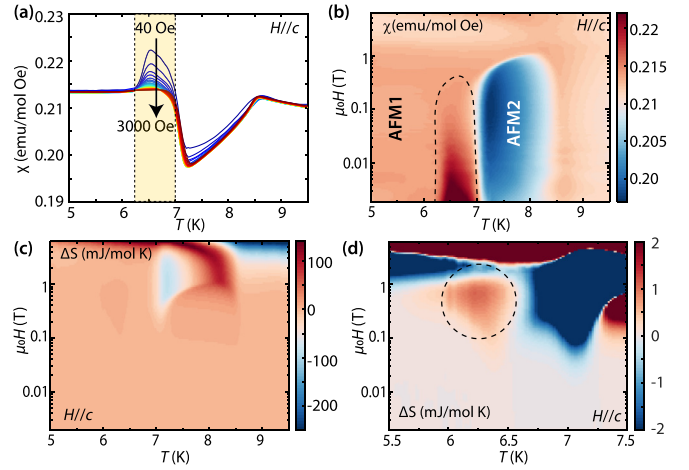 (a)
40 Oe
H//c
3000 Oe
χ (emu/mol Oe)
0.23
0.22
0.21
0.20
0.19
5
6
7
8
9
T (K)
(b)
χ(emu/mol Oe)
H//c
AFM1
AFM2
μ₀H (T)
1
0.1
0.01
5
6
7
8
9
T (K)
0.22
0.215
0.21
0.205
0.20
(c)
ΔS (mJ/mol K)
H//c
μ₀H (T)
1
0.1
0.01
5
6
7
8
9
T (K)
100
0
-100
-200
(d)
ΔS (mJ/mol K)
H//c
μ₀H (T)
1
0.1
0.01
5.5
6
6.5
7
7.5
T (K)
2
1
0
-1
-2